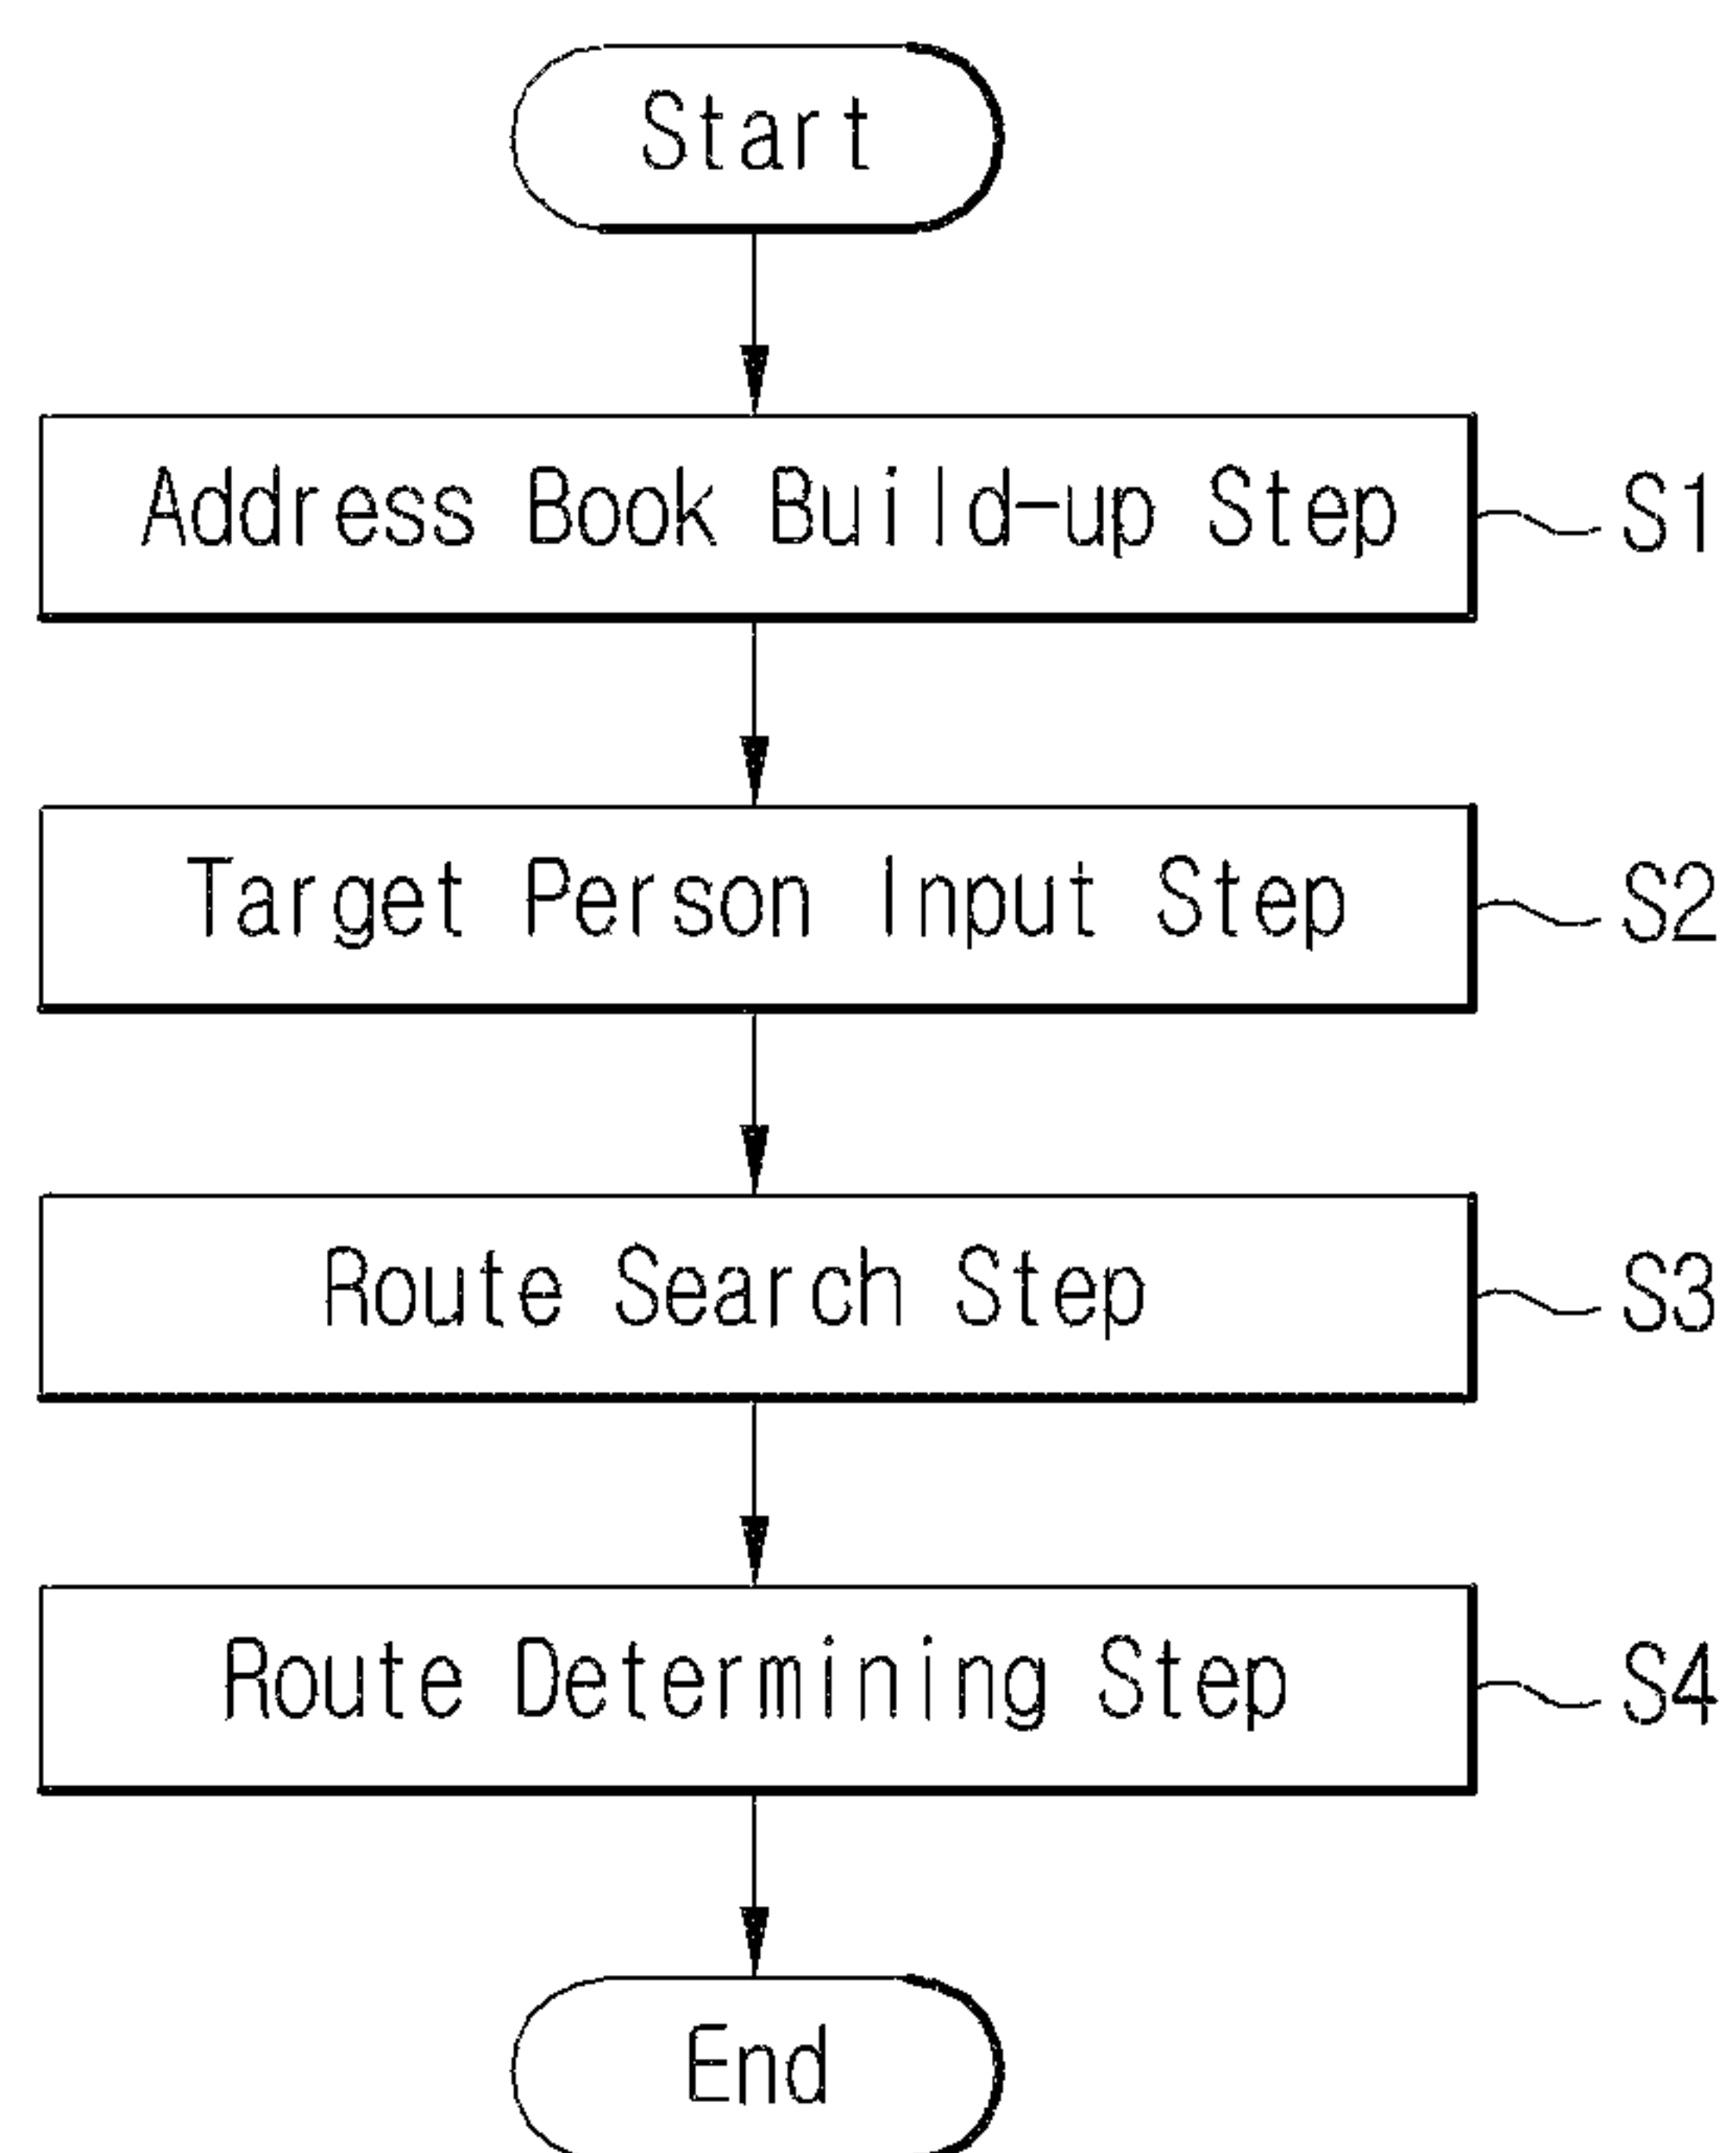 Start
Address Book Build-up Step S1
Target Person Input Step S2
Route Search Step S3
Route Determining Step S4
End